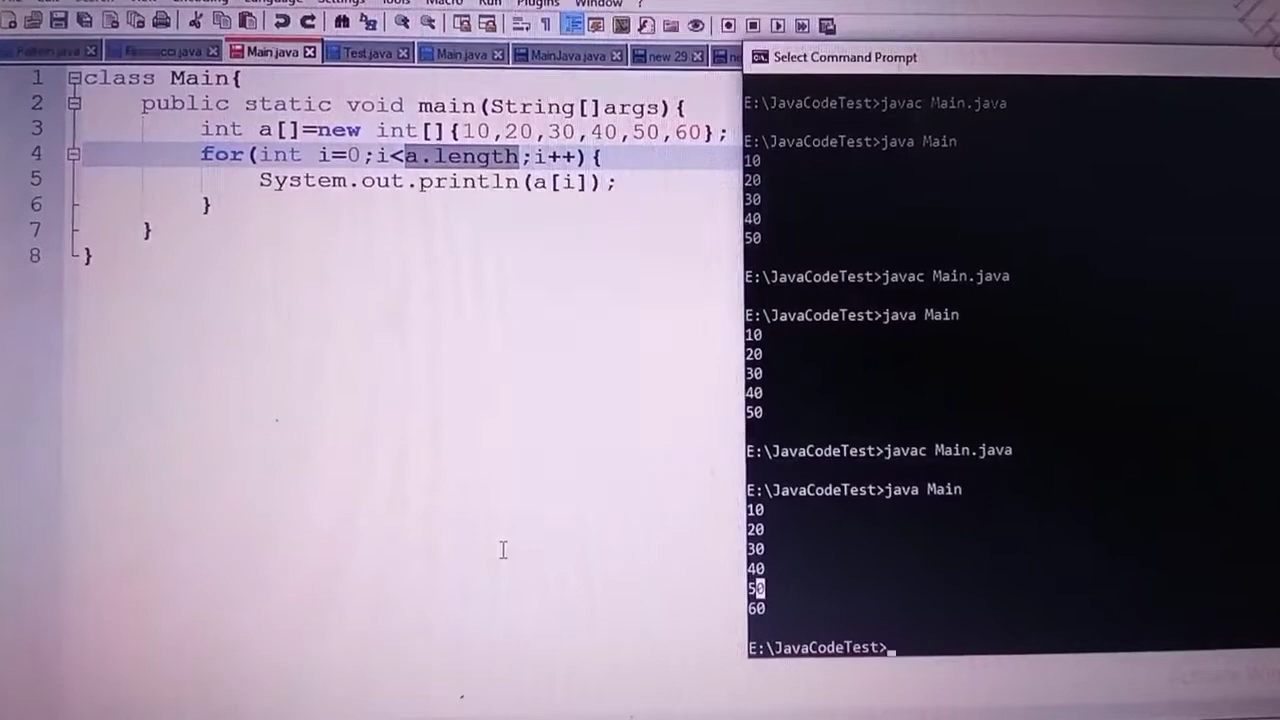 Macro Run Plugins Window ?
Main.java Test.java Main.java MainJava.java new 29
Select Command Prompt
1 class Main{
2 public static void main(String[]args){
3 int a[]=new int[]{10,20,30,40,50,60};
4 for(int i=0;i<a.length;i++){
5 System.out.println(a[i]);
6 }
7 }
8 }
E:\JavaCodeTest>javac Main.java
E:\JavaCodeTest>java Main
10
20
30
40
50
E:\JavaCodeTest>javac Main.java
E:\JavaCodeTest>java Main
10
20
30
40
50
E:\JavaCodeTest>javac Main.java
E:\JavaCodeTest>java Main
10
20
30
40
50
60
E:\JavaCodeTest>